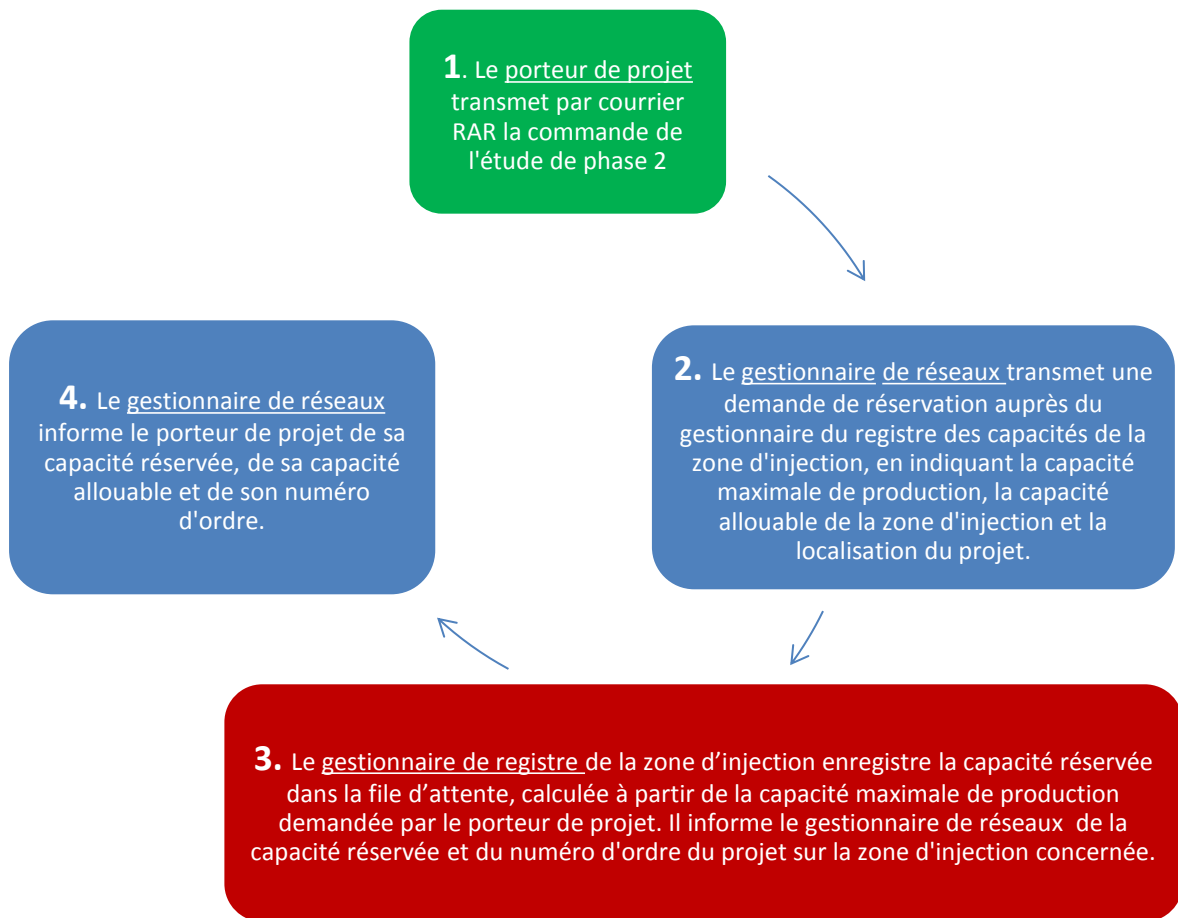 1. Le porteur de projet
transmet par courrier
RAR la commande de
l'étude de phase 2
2. Le gestionnaire de réseaux transmet une
demande de réservation auprès du
gestionnaire du registre des capacités de la
zone d'injection, en indiquant la capacité
maximale de production, la capacité
allouable de la zone d'injection et la
localisation du projet.
3. Le gestionnaire de registre de la zone d’injection enregistre la capacité réservée
dans la file d’attente, calculée à partir de la capacité maximale de production
demandée par le porteur de projet. Il informe le gestionnaire de réseaux de la
capacité réservée et du numéro d'ordre du projet sur la zone d'injection concernée.
4. Le gestionnaire de réseaux
informe le porteur de projet de sa
capacité réservée, de sa capacité
allouable et de son numéro
d'ordre.